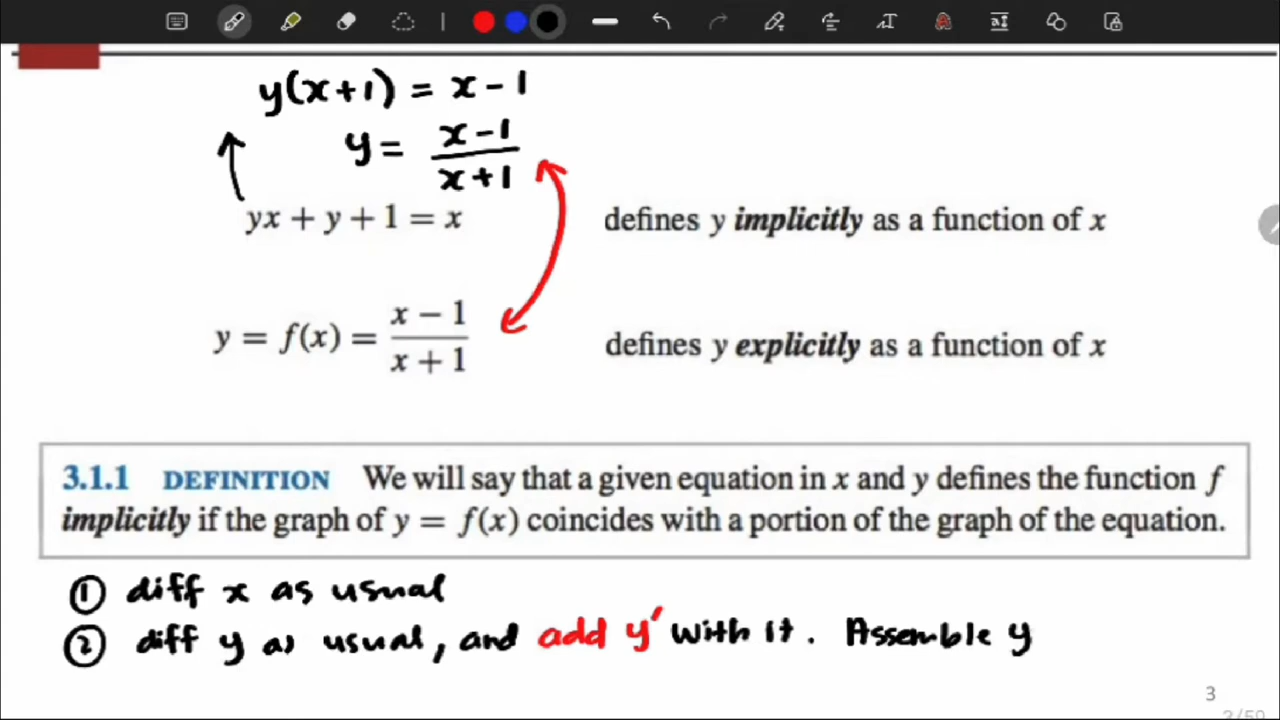 y(x+1) = x-1
y = x-1 / x+1
yx + y + 1 = x defines y implicitly as a function of x
y = f(x) = x − 1 / x + 1 defines y explicitly as a function of x
3.1.1 DEFINITION We will say that a given equation in x and y defines the function f
implicitly if the graph of y = f(x) coincides with a portion of the graph of the equation.
① diff x as usual
② diff y as usual, and add y' with it. Assemble y
3